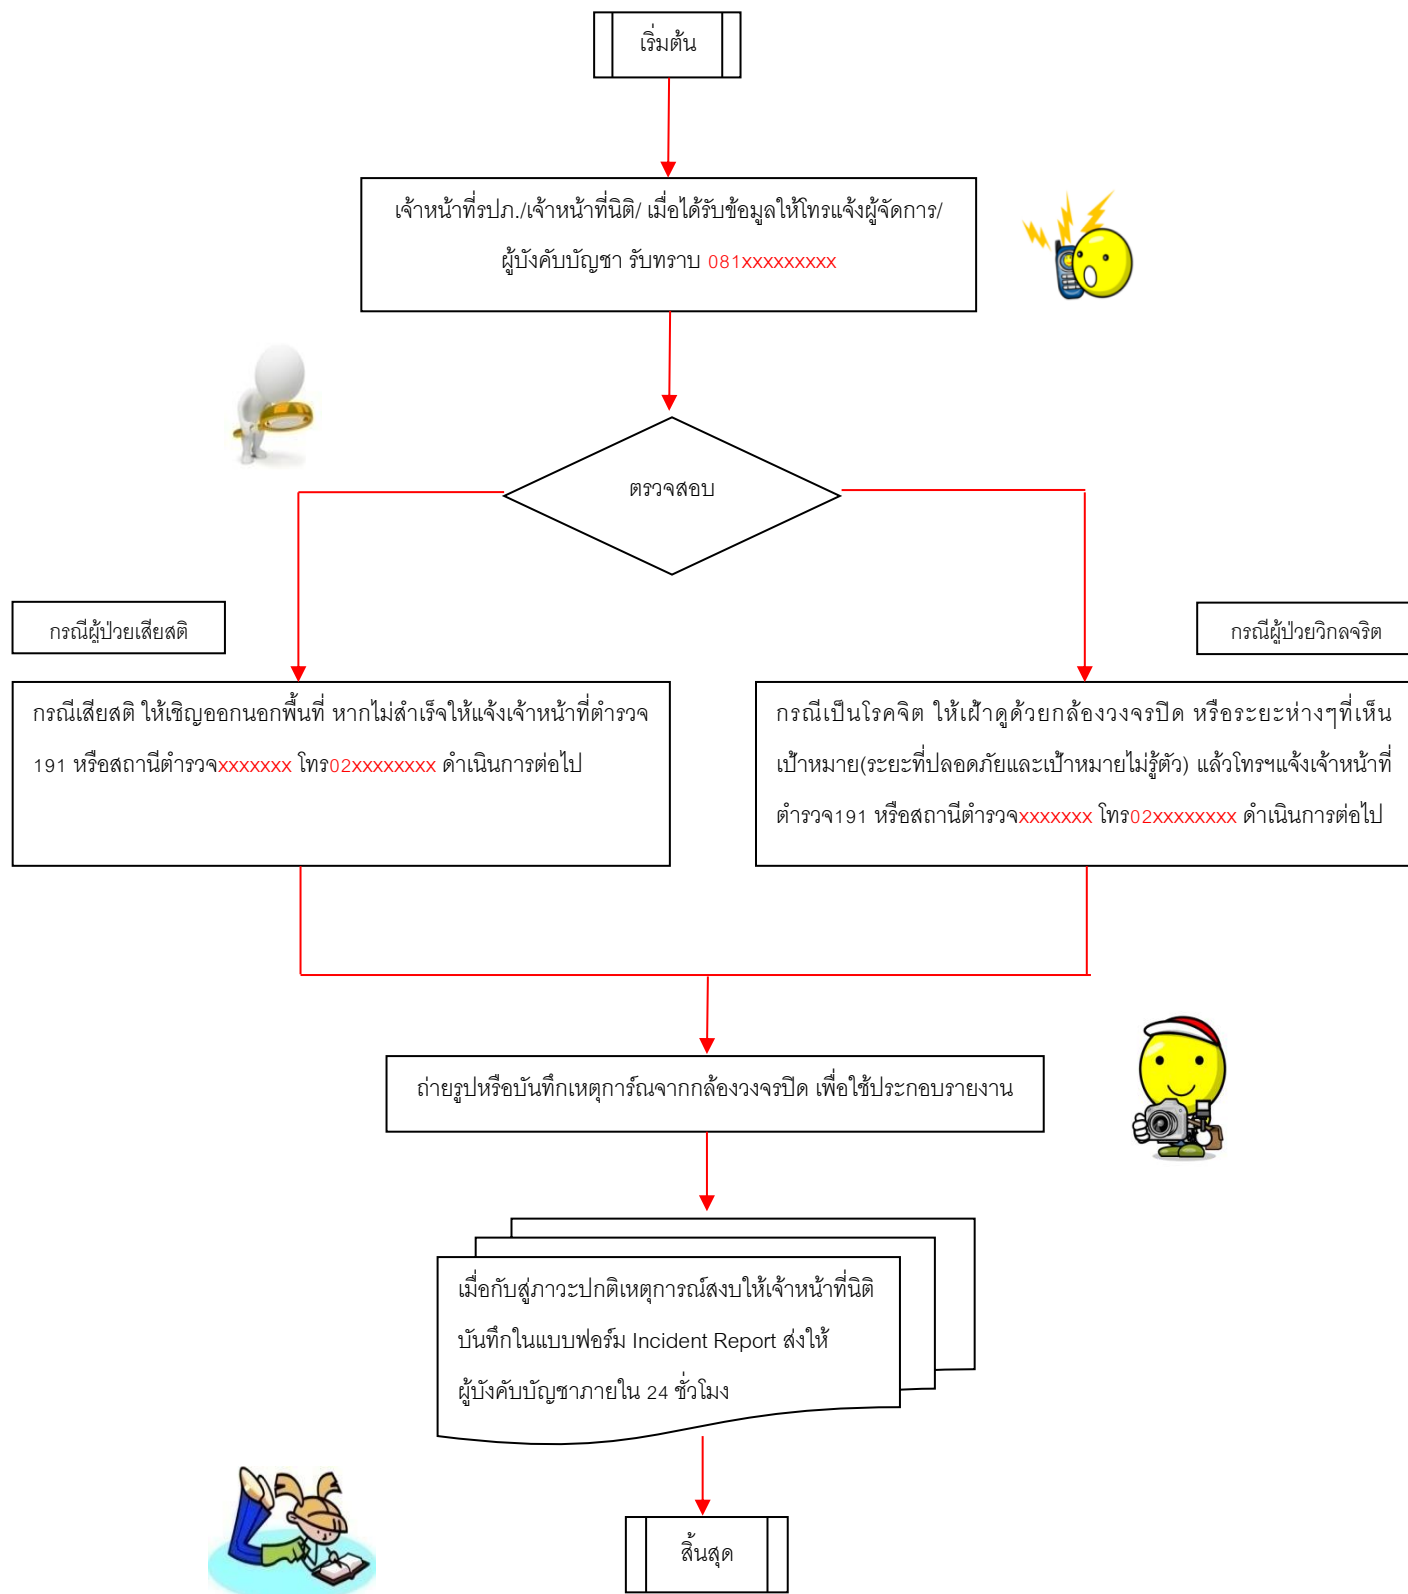 เริ่มต้น
เจ้าหน้าที่รปภ./เจ้าหน้าที่นิติ/ เมื่อได้รับข้อมูลให้โทรแจ้งผู้จัดการ/
ผู้บังคับบัญชา รับทราบ 081xxxxxxxxx
ตรวจสอบ
กรณีผู้ป่วยเสียสติ
กรณีเสียสติ ให้เชิญออกนอกพื้นที่ หากไม่สำเร็จให้แจ้งเจ้าหน้าที่ตำรวจ
191 หรือสถานีตำรวจxxxxxxx โทร02xxxxxxxx ดำเนินการต่อไป
กรณีผู้ป่วยวิกลจริต
กรณีเป็นโรคจิต ให้เฝ้าดูด้วยกล้องวงจรปิด หรือระยะห่างๆที่เห็น
เป้าหมาย(ระยะที่ปลอดภัยและเป้าหมายไม่รู้ตัว) แล้วโทรฯแจ้งเจ้าหน้าที่
ตำรวจ191 หรือสถานีตำรวจxxxxxxx โทร02xxxxxxxx ดำเนินการต่อไป
ถ่ายรูปหรือบันทึกเหตุการ์ณจากกล้องวงจรปิด เพื่อใช้ประกอบรายงาน
เมื่อกับสู่ภาวะปกติเหตุการณ์สงบให้เจ้าหน้าที่นิติ
บันทึกในแบบฟอร์ม Incident Report ส่งให้
ผู้บังคับบัญชาภายใน 24 ชั่วโมง
สิ้นสุด